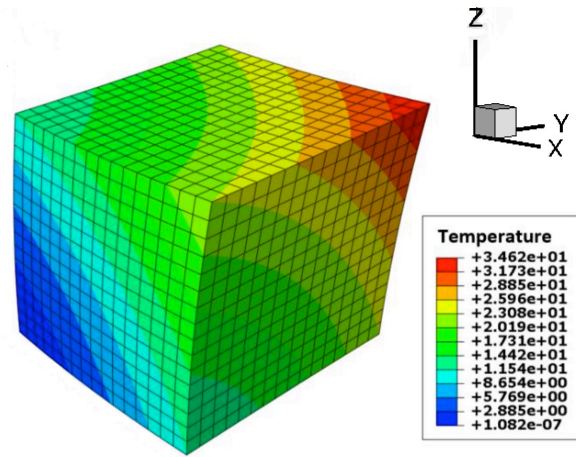 Z
Y
X
Temperature
+3.462e+01
+3.173e+01
+2.885e+01
+2.596e+01
+2.308e+01
+2.019e+01
+1.731e+01
+1.442e+01
+1.154e+01
+8.654e+00
+5.769e+00
+2.885e+00
+1.082e-07